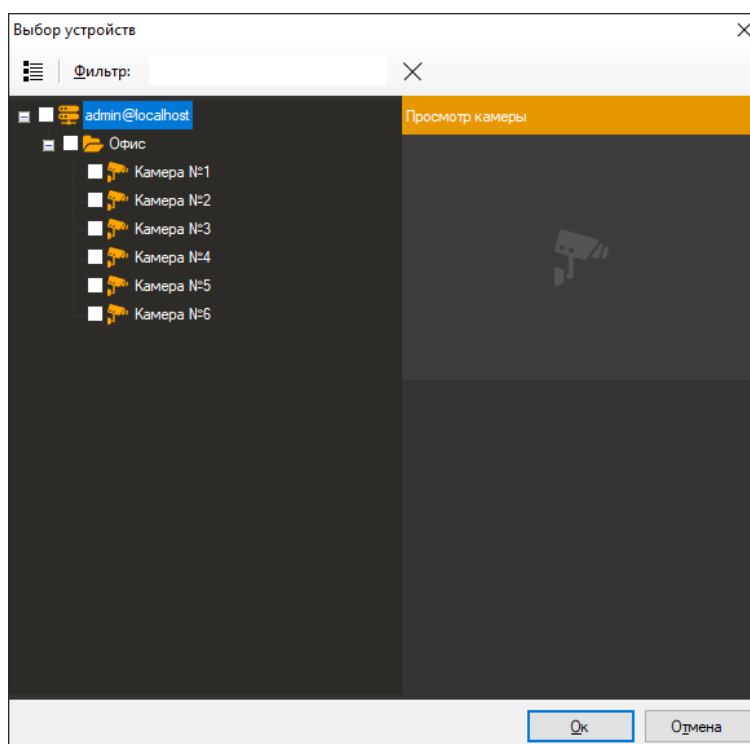 Выбор устройств
Фильтр:
admin@localhost
Просмотр камеры
Офис
Камера №1
Камера №2
Камера №3
Камера №4
Камера №5
Камера №6
Ок
Отмена